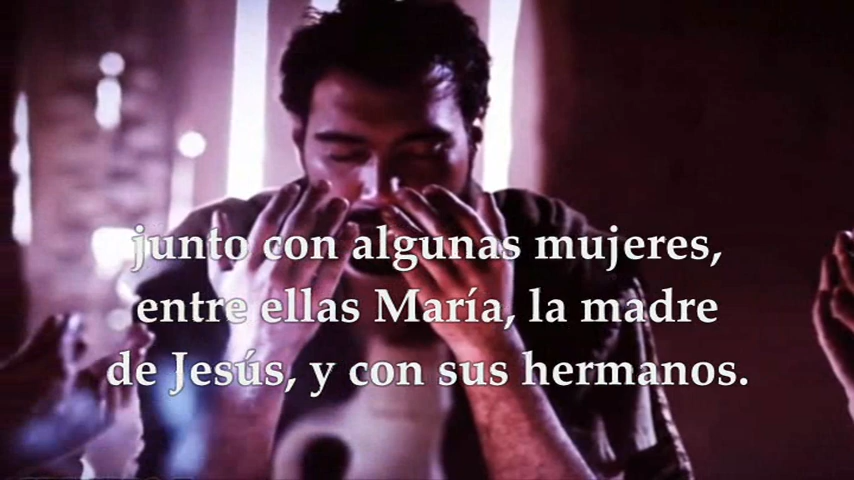 junto con algunas mujeres,
entre ellas María, la madre
de Jesús, y con sus hermanos.